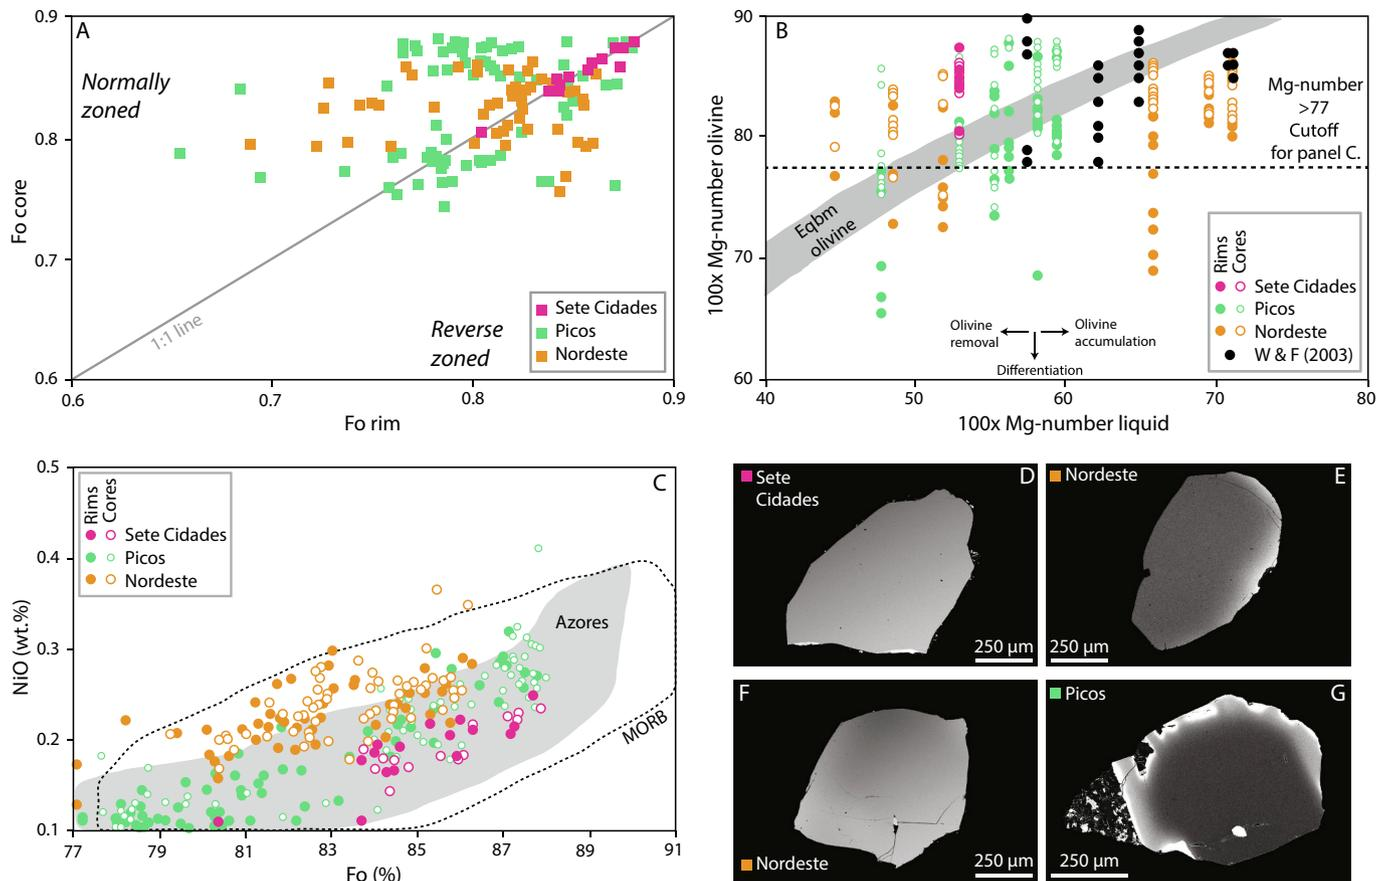 A
0.9
0.8
0.7
0.6
Fo core
Normally
zoned
1:1 line
Reverse
zoned
Sete Cidades
Picos
Nordeste
0.6
0.7
0.8
0.9
Fo rim
B
90
80
70
60
100x Mg-number olivine
Eqbm
olivine
Mg-number
>77
Cutoff
for panel C.
Olivine
removal
Olivine
accumulation
Differentiation
Rims
Cores
Sete Cidades
Picos
Nordeste
W & F (2003)
40
50
60
70
80
100x Mg-number liquid
C
0.5
0.4
0.3
0.2
0.1
NiO (wt.%)
Rims
Cores
Sete Cidades
Picos
Nordeste
Azores
MORB
77
79
81
83
85
87
89
91
Fo (%)
Sete
Cidades
D
250 µm
Nordeste
E
250 µm
F
Nordeste
250 µm
Picos
G
250 µm